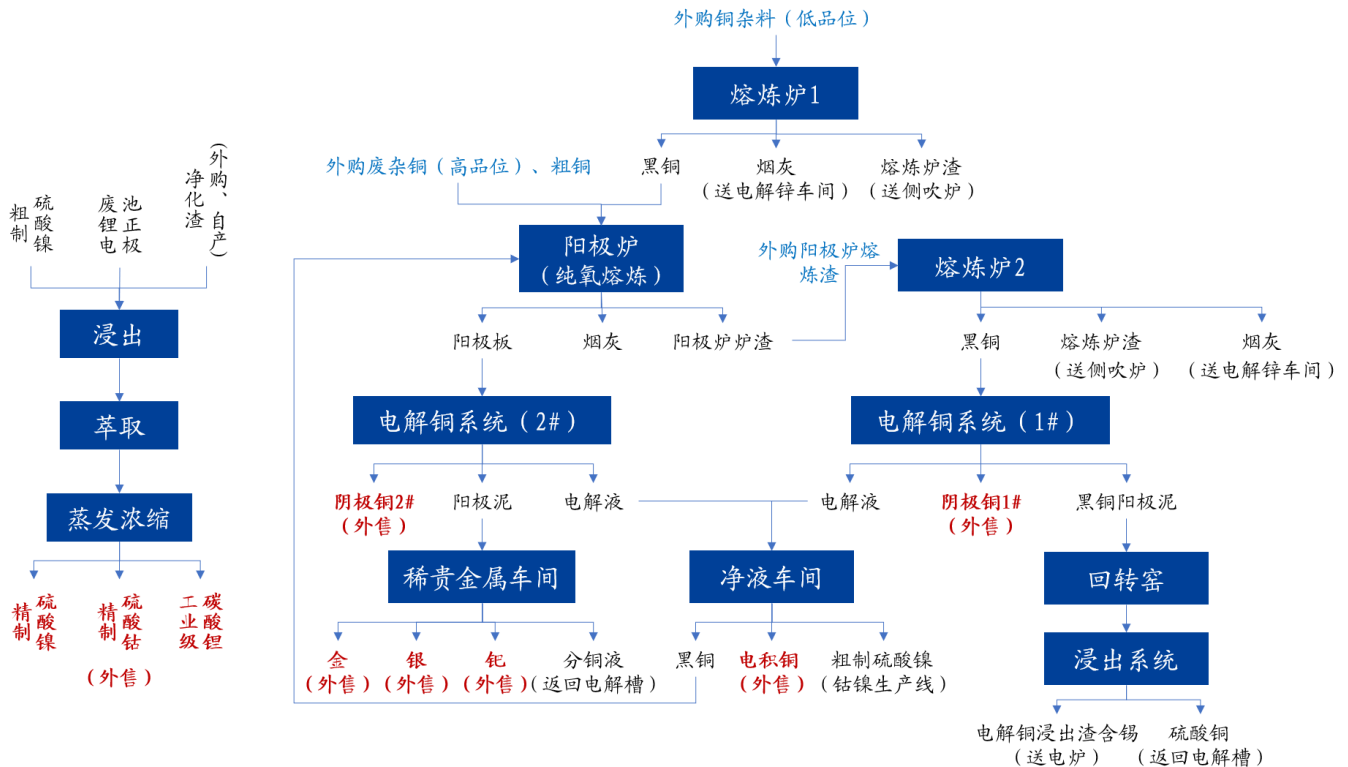 外购铜杂料（低品位）
熔炼炉1
外购废杂铜（高品位）、粗铜
黑铜
烟灰
（送电解锌车间）
熔炼炉渣
（送侧吹炉）
粗制
硫酸镍
废锂电
池正极
净化渣
（外购、自产）
阳极炉
（纯氧熔炼）
外购阳极炉熔
炼渣
熔炼炉2
浸出
阳极板
烟灰
阳极炉炉渣
黑铜
熔炼炉渣
（送侧吹炉）
烟灰
（送电解锌车间）
萃取
电解铜系统（2#）
电解铜系统（1#）
蒸发浓缩
阴极铜2#
（外售）
阳极泥
电解液
电解液
阴极铜1#
（外售）
黑铜阳极泥
稀贵金属车间
净液车间
回转窑
精制
硫酸镍
精制
硫酸钴
工业级
碳酸钽
（外售）
金
（外售）
银
（外售）
钯
（外售）
分铜液
（返回电解槽）
黑铜
电积铜
（外售）
粗制硫酸镍
（钴镍生产线）
浸出系统
电解铜浸出渣含锡
（送电炉）
硫酸铜
（返回电解槽）